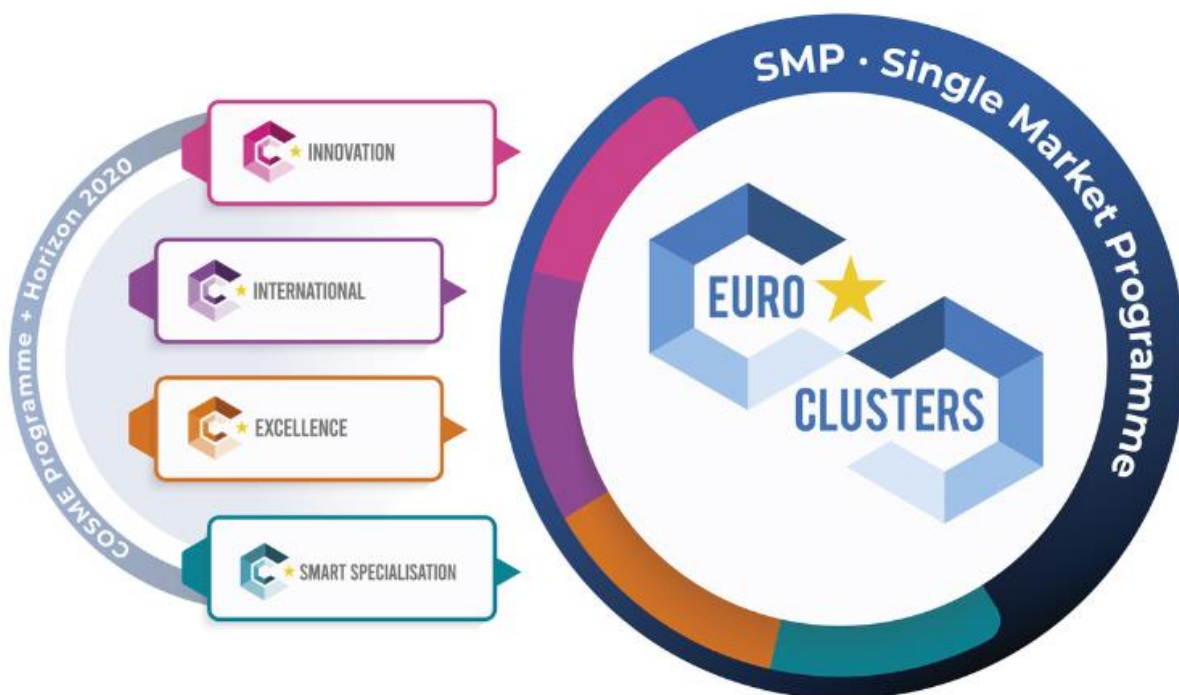 COSME Programme + Horizon 2020
INNOVATION
INTERNATIONAL
EXCELLENCE
SMART SPECIALISATION
SMP · Single Market Programme
EURO
CLUSTERS